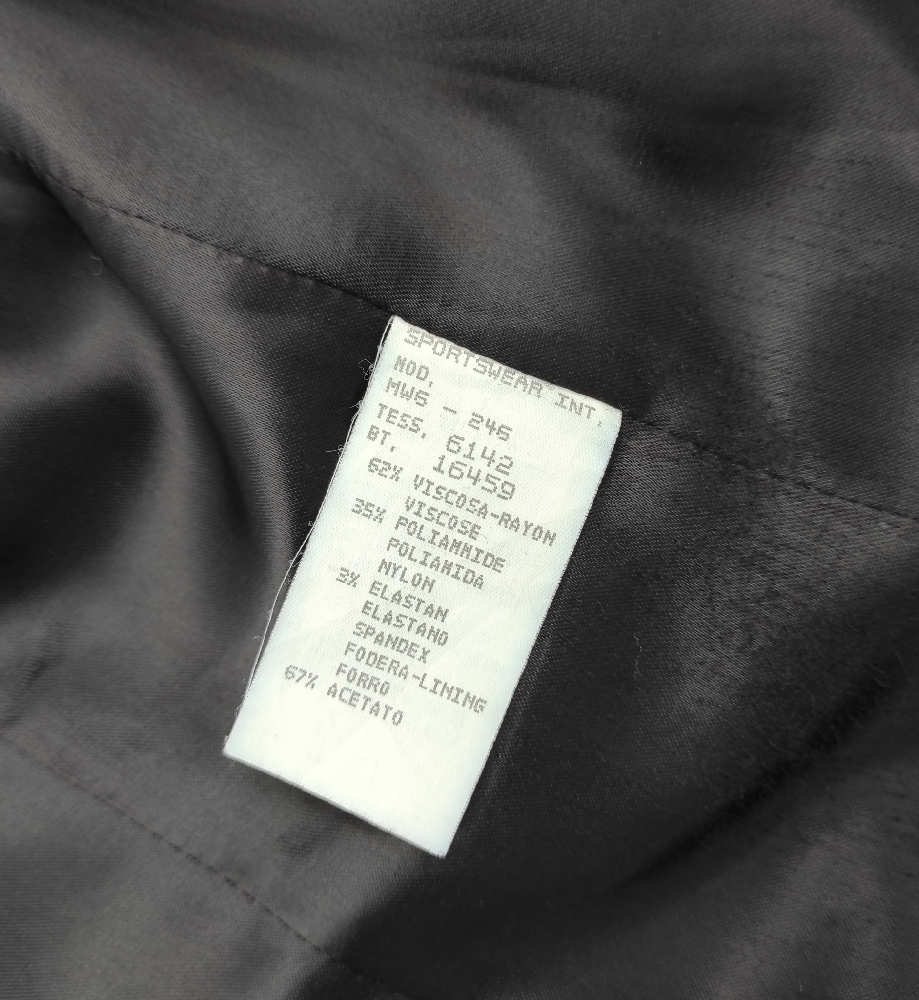 SPORTSWEAR INT.
MOD.
MW6 - 246
TESS. 6142
BT. 16459
62% VISCOSA-RAYON
VISCOSE
35% POLIAMMIDE
POLIAMIDA
NYLON
3% ELASTAN
ELASTANO
SPANDEX
FODERA-LINING
FORRO
67% ACETATO